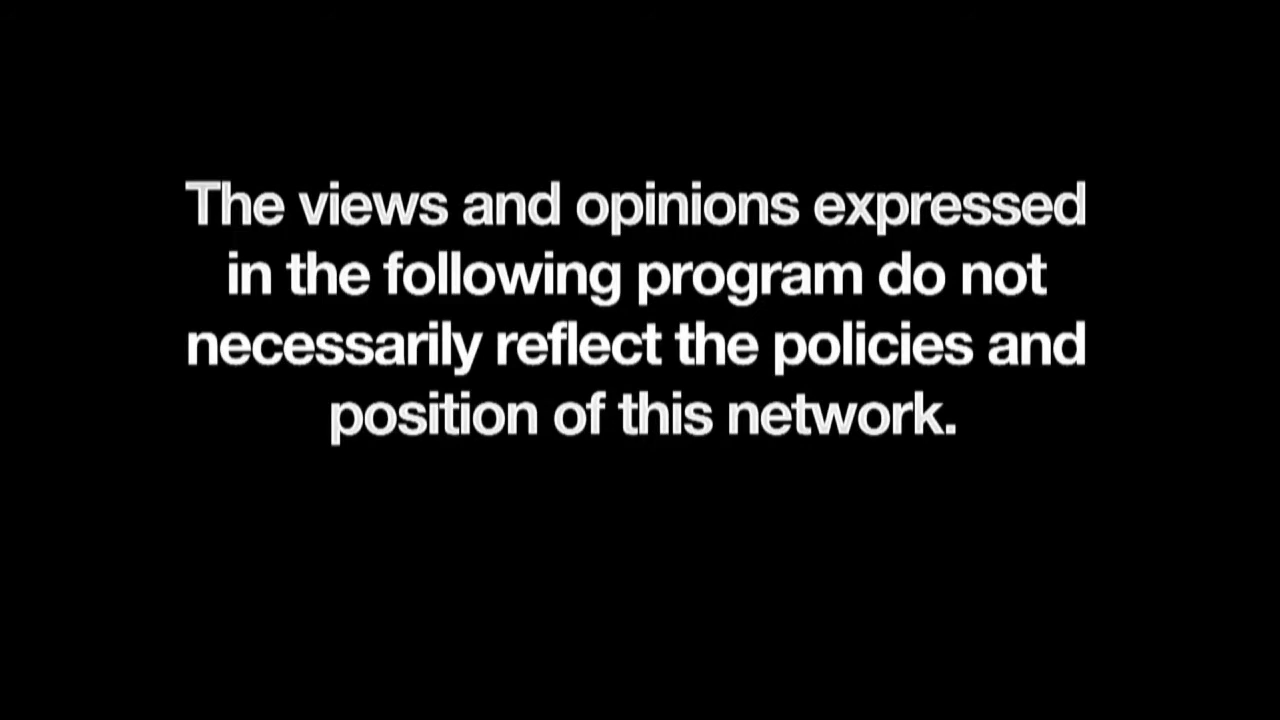 The views and opinions expressed
in the following program do not
necessarily reflect the policies and
position of this network.